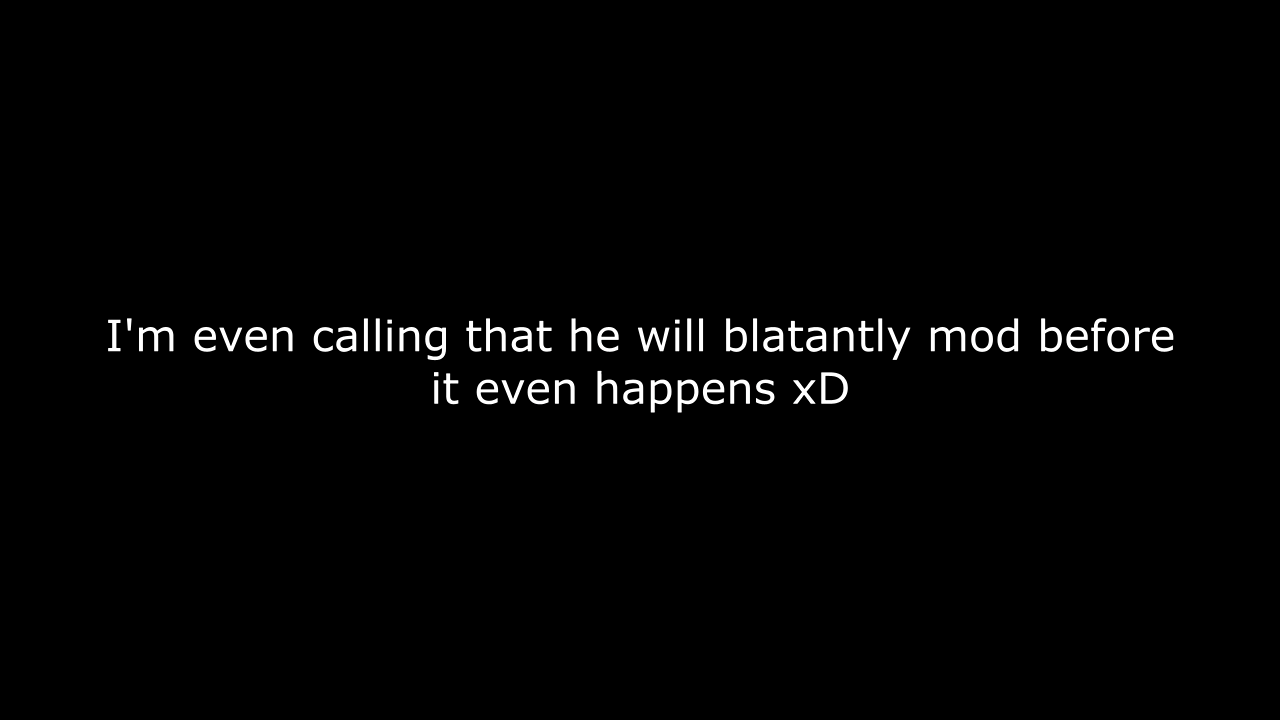 I'm even calling that he will blatantly mod before
it even happens xD